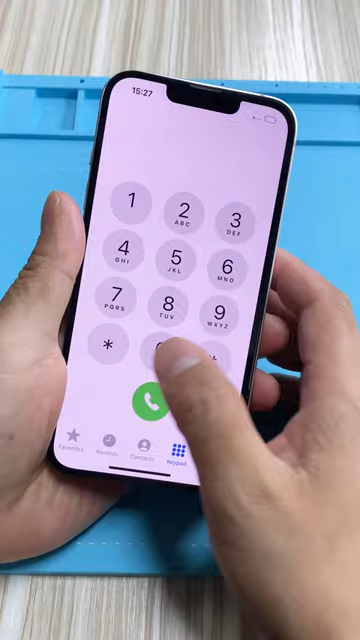 15:27
1 2 3
ABC DEF
4 5 6
GHI JKL MNO
7 8 9
PQRS TUV WXYZ
*
Favorites Recents Contacts Keypad